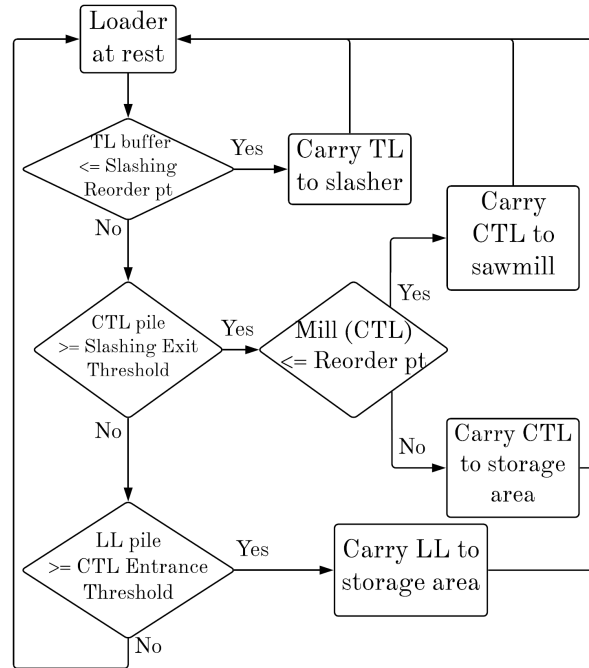 Loader
at rest
TL buffer
<= Slashing
Reorder pt
Yes
Carry TL
to slasher
No
Carry
CTL to
sawmill
CTL pile
>= Slashing Exit
Threshold
Yes
Mill (CTL)
<= Reorder pt
Yes
No
No
Carry CTL
to storage
area
LL pile
>= CTL Entrance
Threshold
Yes
Carry LL to
storage area
No